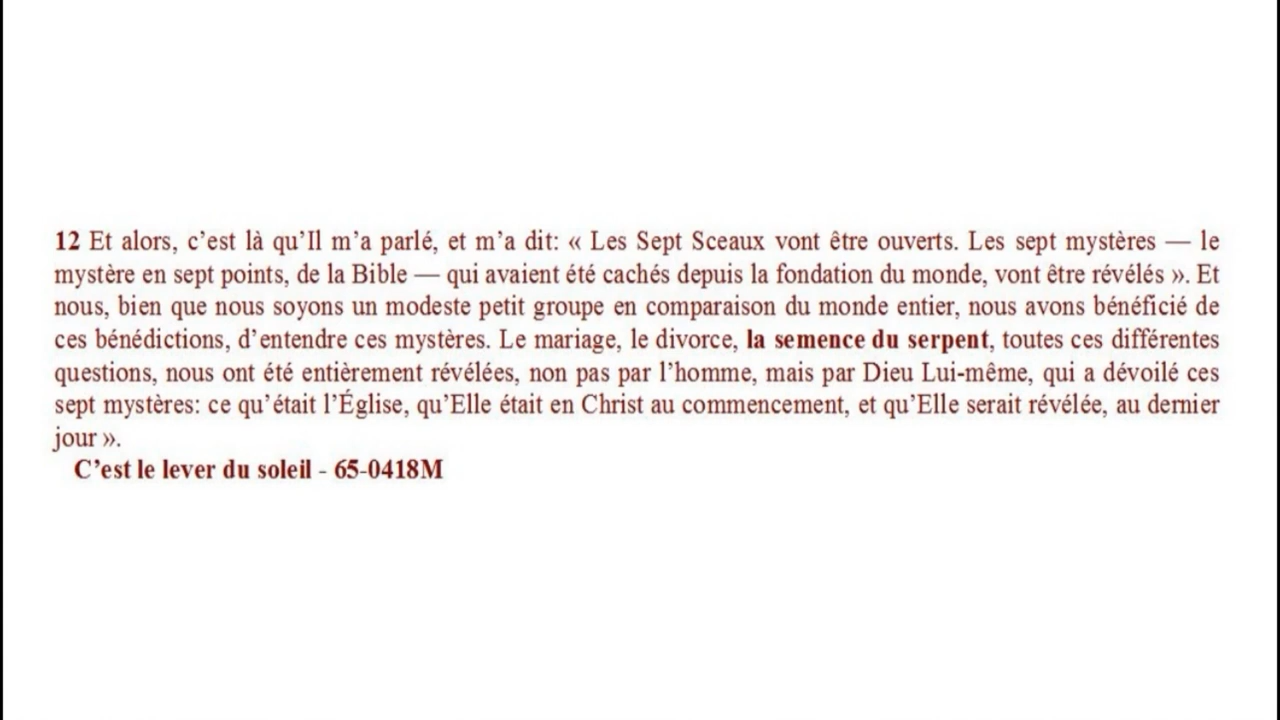 12 Et alors, c’est là qu’Il m’a parlé, et m’a dit: « Les Sept Sceaux vont être ouverts. Les sept mystères — le
mystère en sept points, de la Bible — qui avaient été cachés depuis la fondation du monde, vont être révélés ». Et
nous, bien que nous soyons un modeste petit groupe en comparaison du monde entier, nous avons bénéficié de
ces bénédictions, d’entendre ces mystères. Le mariage, le divorce, la semence du serpent, toutes ces différentes
questions, nous ont été entièrement révélées, non pas par l’homme, mais par Dieu Lui-même, qui a dévoilé ces
sept mystères: ce qu’était l’Église, qu’Elle était en Christ au commencement, et qu’Elle serait révélée, au dernier
jour ».
C’est le lever du soleil - 65-0418M